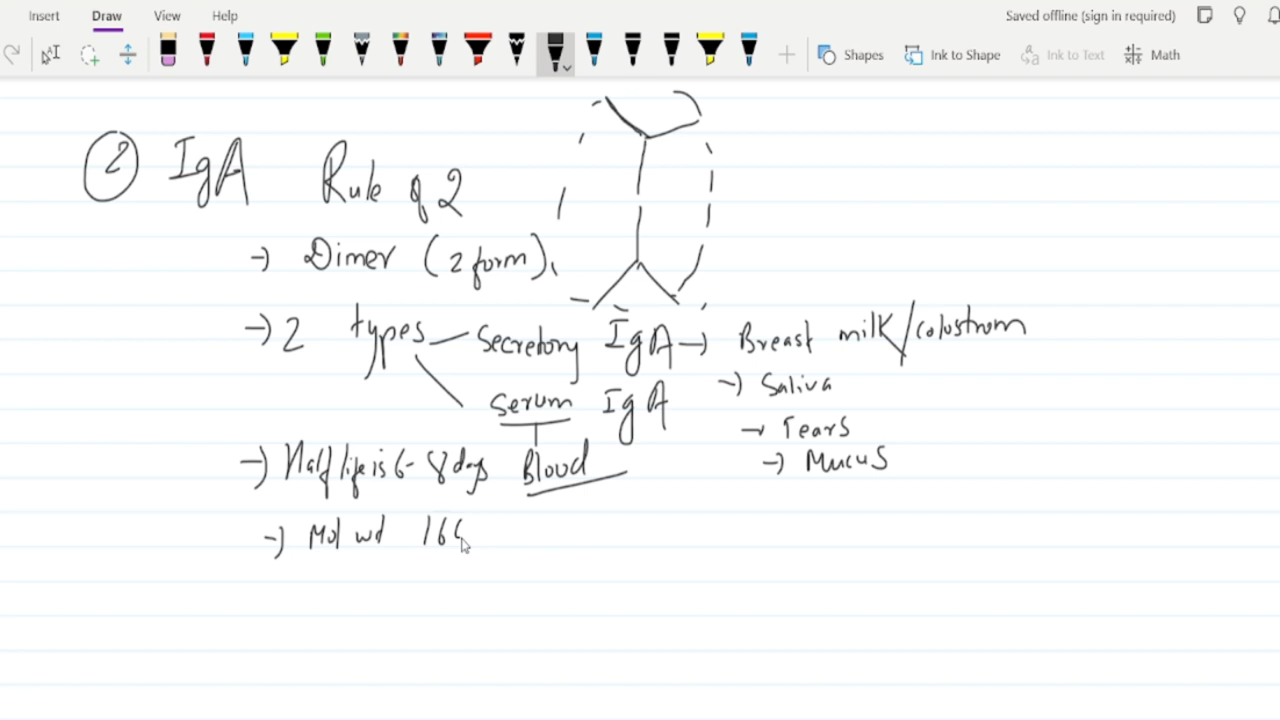 Insert Draw View Help Saved offline (sign in required)
Shapes Ink to Shape Ink to Text Math
2 IgA Rule of 2
→ Dimer (2 form),
→ 2 types Secretory IgA → Breast milk/colostrom
→ Saliva
Serum IgA
→ Tears
→ Half life is 6-8 days Blood → Mucus
→ Mol wd 16